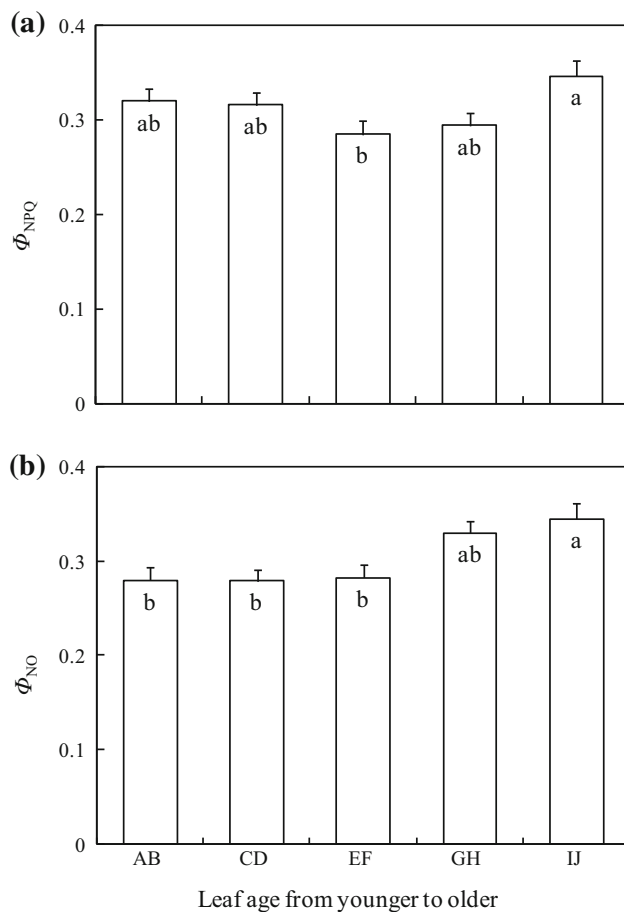 (a)
0.4
0.3
0.2
0.1
0
ΦNPQ
ab
ab
b
ab
a
(b)
0.4
0.3
0.2
0.1
0
ΦNO
b
b
b
ab
a
AB
CD
EF
GH
IJ
Leaf age from younger to older